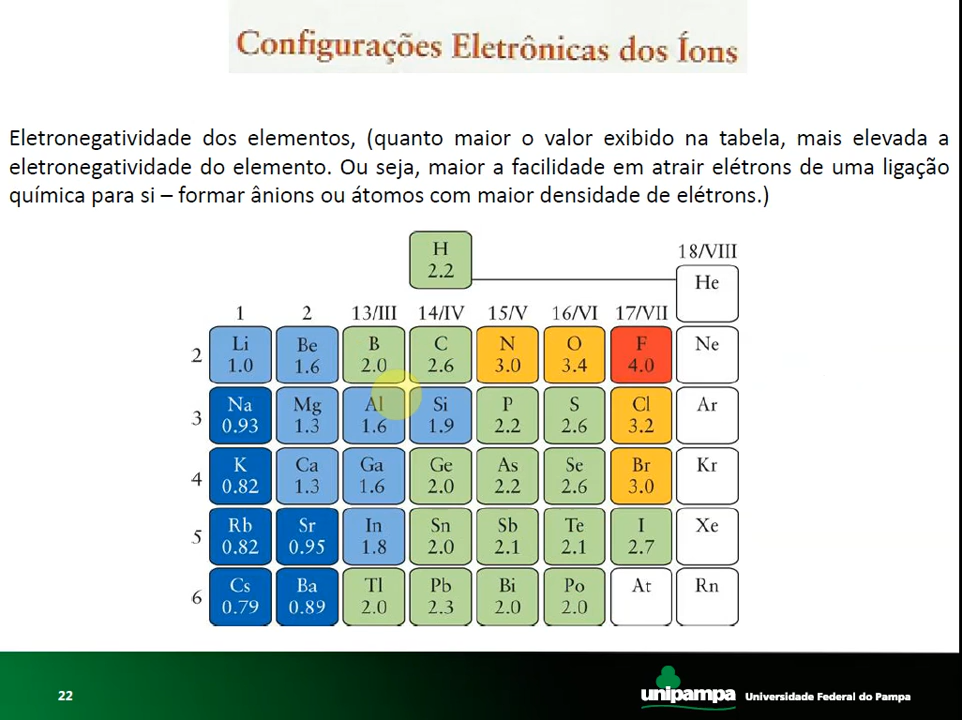 Configurações Eletrônicas dos Íons
Eletronegatividade dos elementos, (quanto maior o valor exibido na tabela, mais elevada a
eletronegatividade do elemento. Ou seja, maior a facilidade em atrair elétrons de uma ligação
química para si – formar ânions ou átomos com maior densidade de elétrons.)
H 18/VIII
2.2 He
1 2 13/III 14/IV 15/V 16/VI 17/VII
2 Li Be B C N O F Ne
1.0 1.6 2.0 2.6 3.0 3.4 4.0
3 Na Mg Al Si P S Cl Ar
0.93 1.3 1.6 1.9 2.2 2.6 3.2
4 K Ca Ga Ge As Se Br Kr
0.82 1.3 1.6 2.0 2.2 2.6 3.0
5 Rb Sr In Sn Sb Te I Xe
0.82 0.95 1.8 2.0 2.1 2.1 2.7
6 Cs Ba Tl Pb Bi Po At Rn
0.79 0.89 2.0 2.3 2.0 2.0
22 unipampa Universidade Federal do Pampa